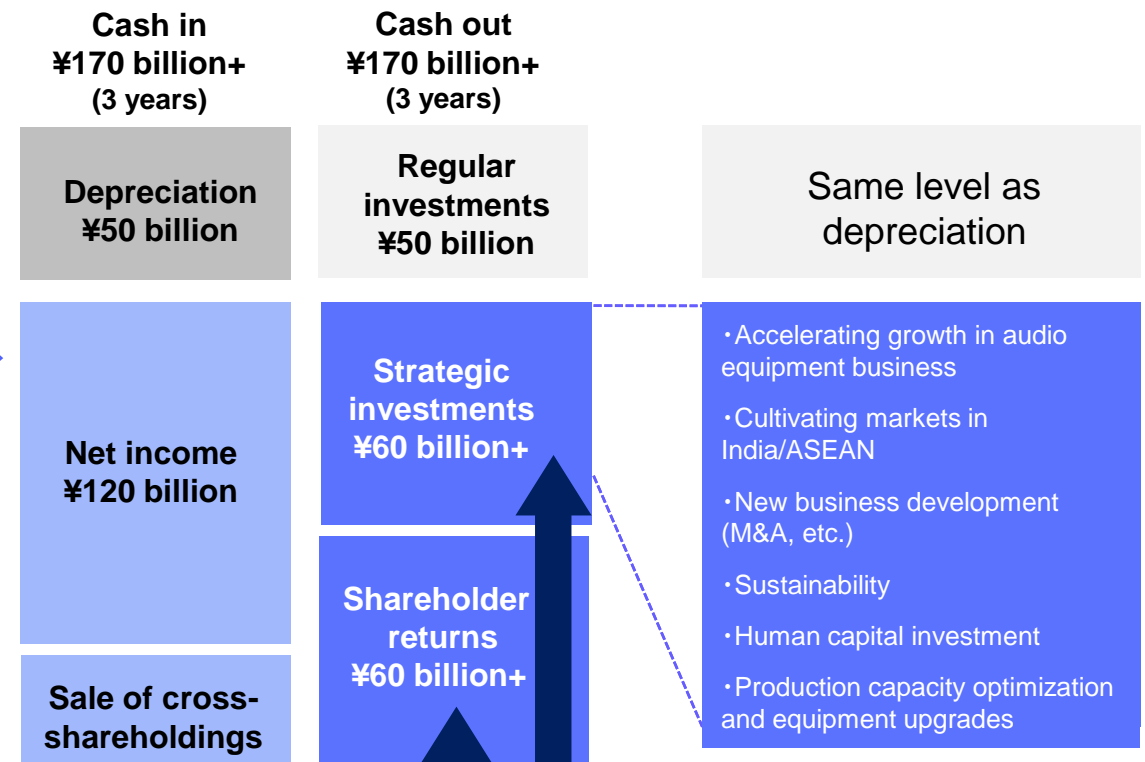 Cash in
¥170 billion+
(3 years)
Cash out
¥170 billion+
(3 years)
Depreciation
¥50 billion
Regular
investments
¥50 billion
Same level as
depreciation
Net income
¥120 billion
Strategic
investments
¥60 billion+
・Accelerating growth in audio
equipment business
・Cultivating markets in
India/ASEAN
・New business development
(M&A, etc.)
・Sustainability
・Human capital investment
・Production capacity optimization
and equipment upgrades
Shareholder
returns
¥60 billion+
Sale of cross-
shareholdings